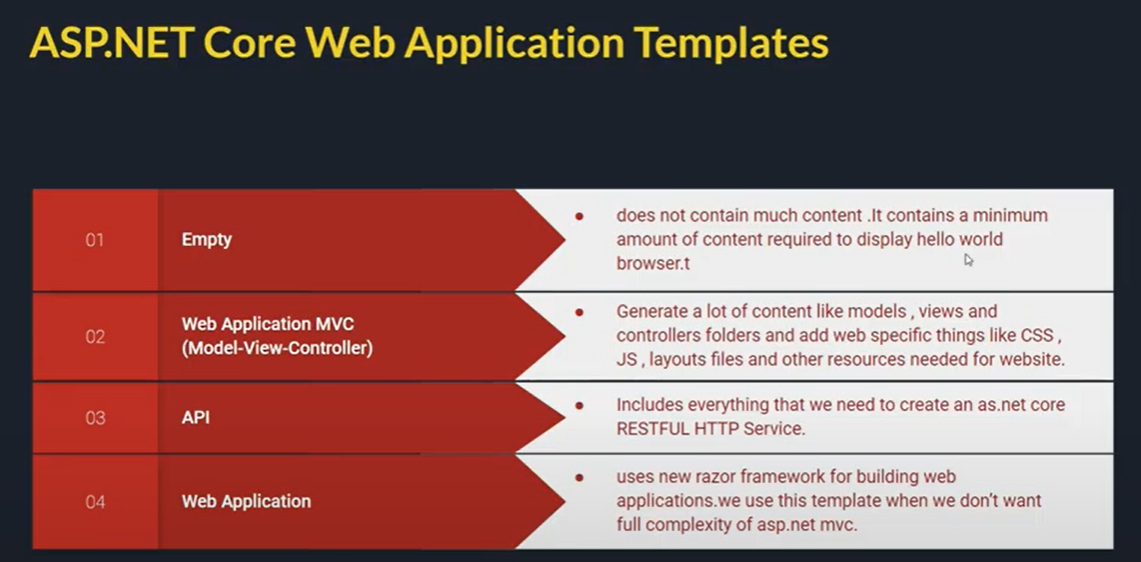 ASP.NET Core Web Application Templates
01
Empty
• does not contain much content .It contains a minimum
amount of content required to display hello world
browser.t
02
Web Application MVC
(Model-View-Controller)
• Generate a lot of content like models , views and
controllers folders and add web specific things like CSS ,
JS , layouts files and other resources needed for website.
03
API
• Includes everything that we need to create an as.net core
RESTFUL HTTP Service.
04
Web Application
• uses new razor framework for building web
applications.we use this template when we don't want
full complexity of asp.net mvc.